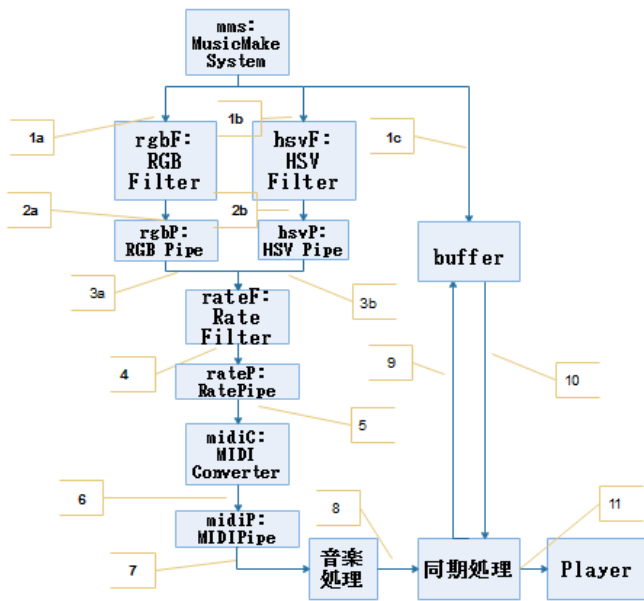 mms:
MusicMake
System
1a
1b
1c
rgbF:
RGB
Filter
hsvF:
HSV
Filter
2a
2b
rgbP:
RGB Pipe
hsvP:
HSV Pipe
buffer
3a
3b
rateF:
Rate
Filter
4
9
10
rateP:
RatePipe
5
midiC:
MIDI
Converter
6
midiP:
MIDIPipe
7
8
11
音楽
処理
同期処理
Player